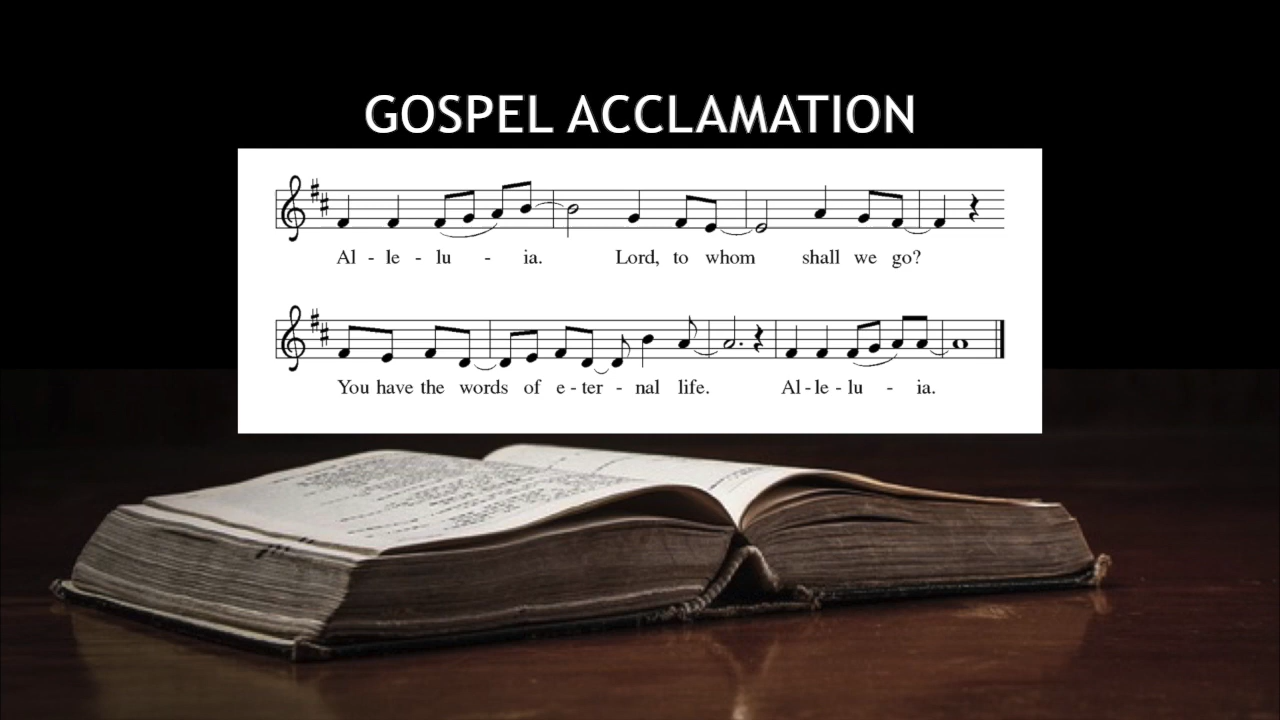 GOSPEL ACCLAMATION
Al - le - lu - ia. Lord, to whom shall we go?
You have the words of e - ter - nal life. Al - le - lu - ia.